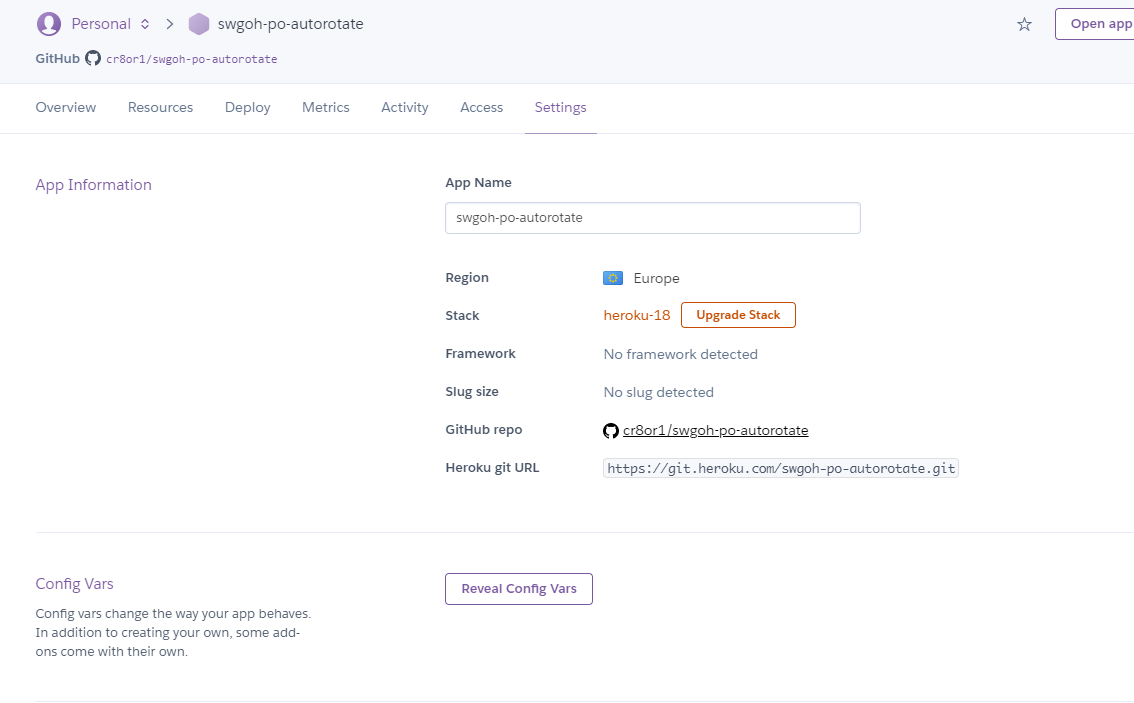 Personal swgoh-po-autorotate
Open app
GitHub cr8or1/swgoh-po-autorotate
Overview Resources Deploy Metrics Activity Access Settings
App Information
App Name
swgoh-po-autorotate
Region Europe
Stack heroku-18 Upgrade Stack
Framework No framework detected
Slug size No slug detected
GitHub repo cr8or1/swgoh-po-autorotate
Heroku git URL https://git.heroku.com/swgoh-po-autorotate.git
Config Vars
Config vars change the way your app behaves.
In addition to creating your own, some add-
ons come with their own.
Reveal Config Vars